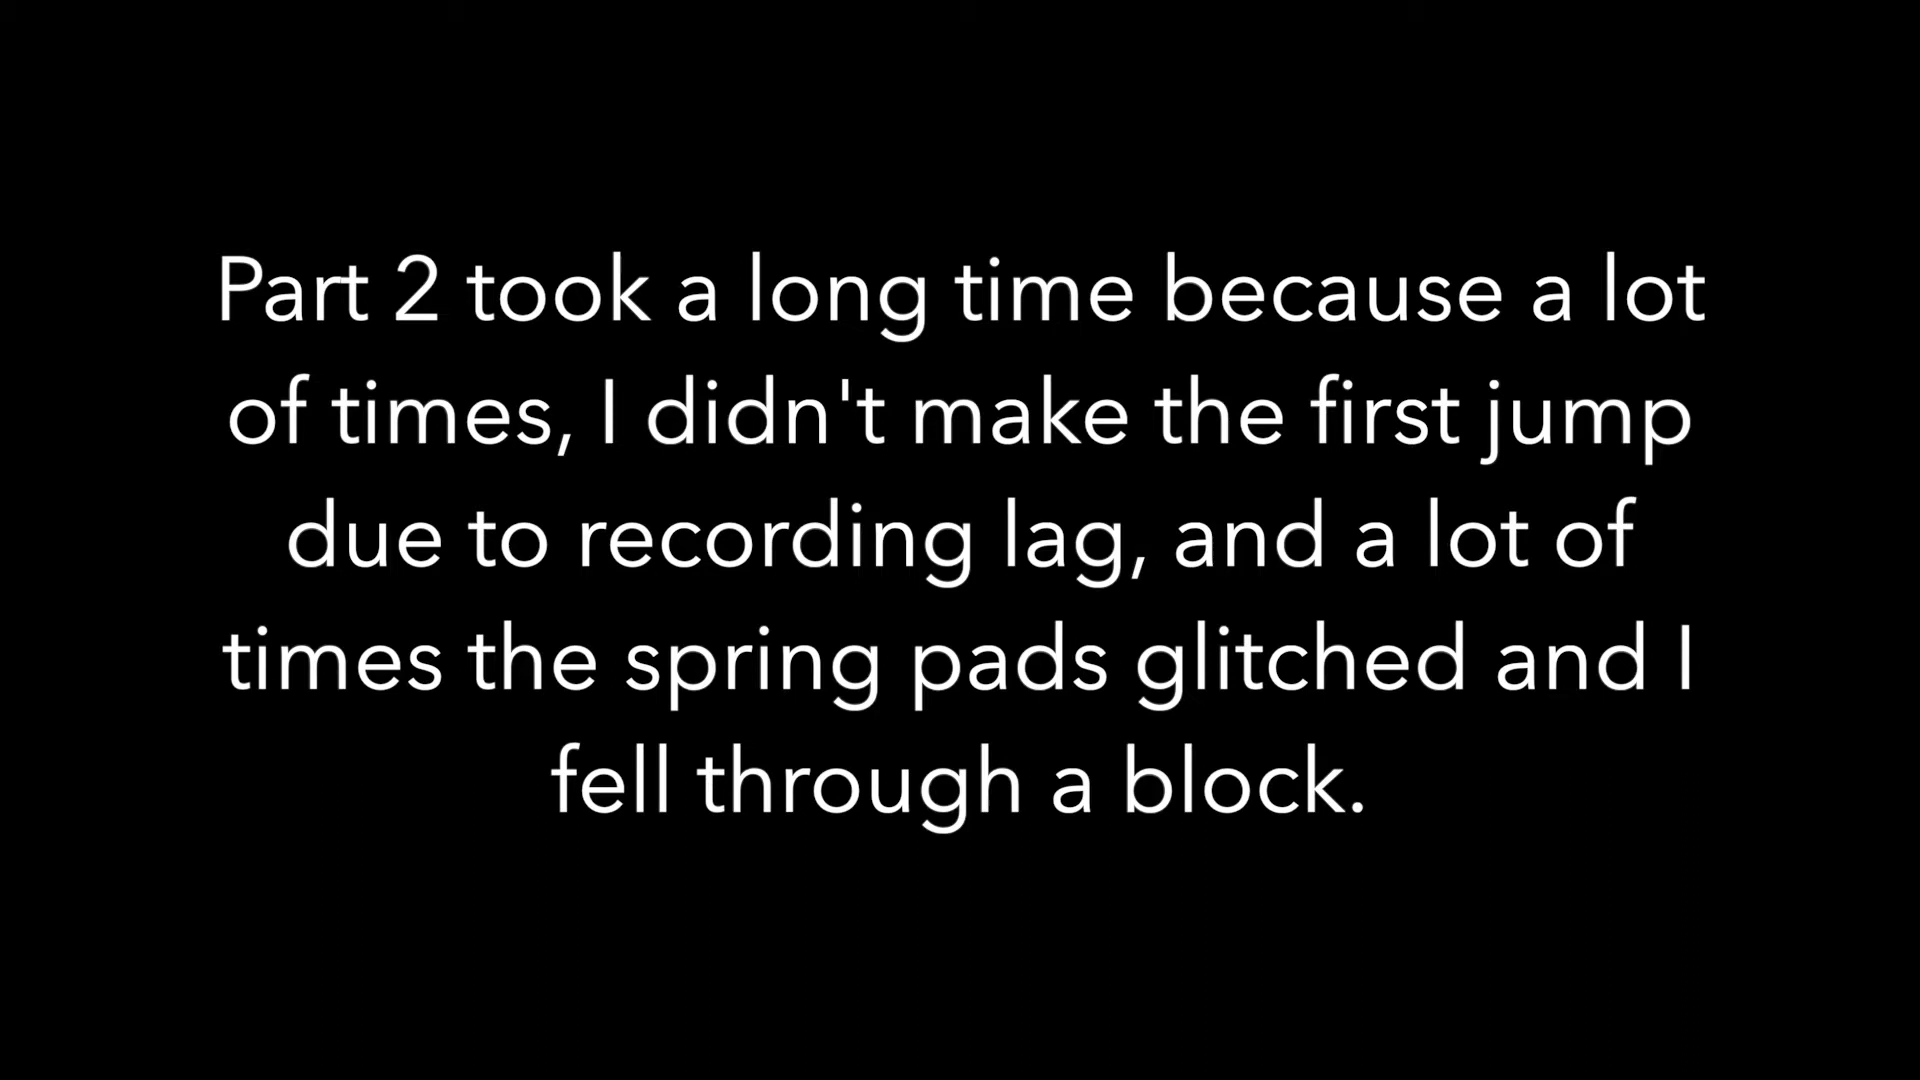 Part 2 took a long time because a lot
of times, I didn't make the first jump
due to recording lag, and a lot of
times the spring pads glitched and I
fell through a block.